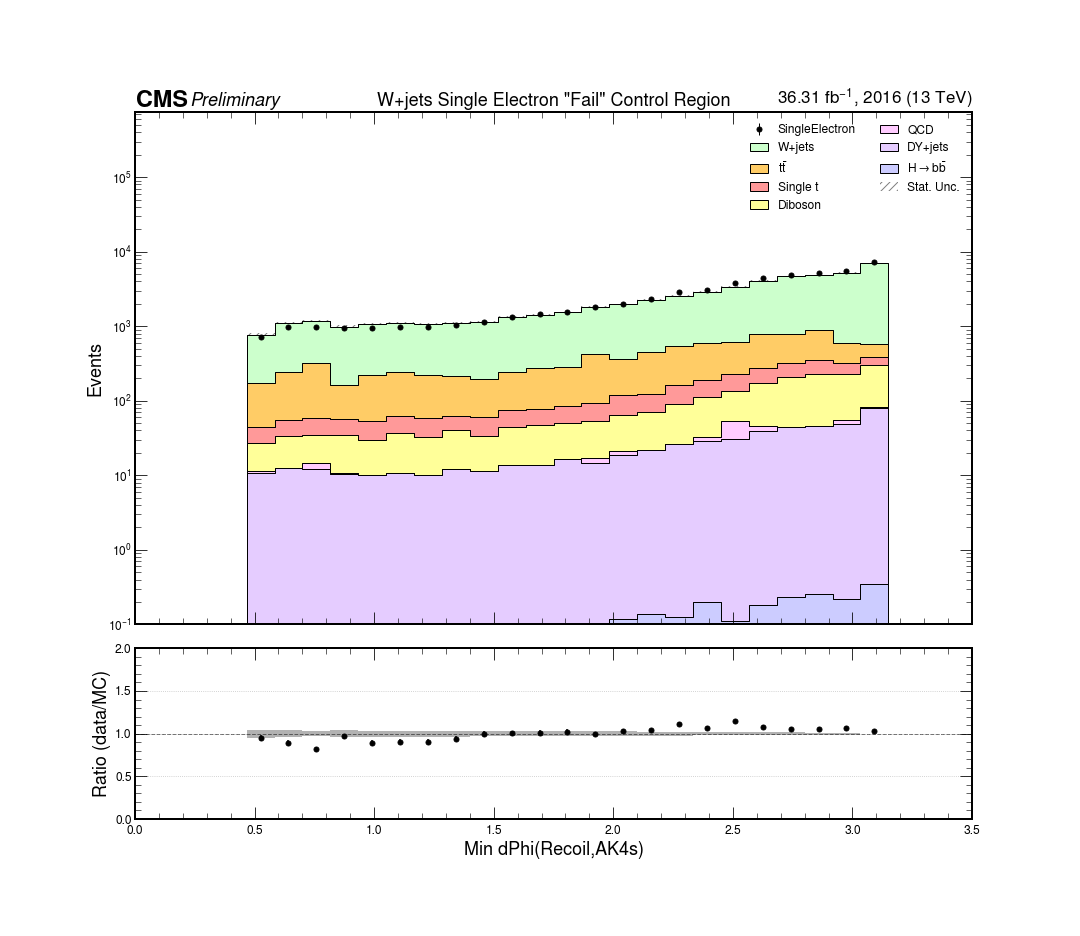 CMS Preliminary W+jets Single Electron "Fail" Control Region 36.31 fb⁻¹, 2016 (13 TeV)
SingleElectron QCD
W+jets DY+jets
tt̄ H→bb̄
Single t Stat. Unc.
Diboson
10⁵
10⁴
10³
10²
10¹
10⁰
10⁻¹
Events
2.0
1.5
1.0
0.5
0.0
Ratio (data/MC)
0.0 0.5 1.0 1.5 2.0 2.5 3.0 3.5
Min dPhi(Recoil,AK4s)